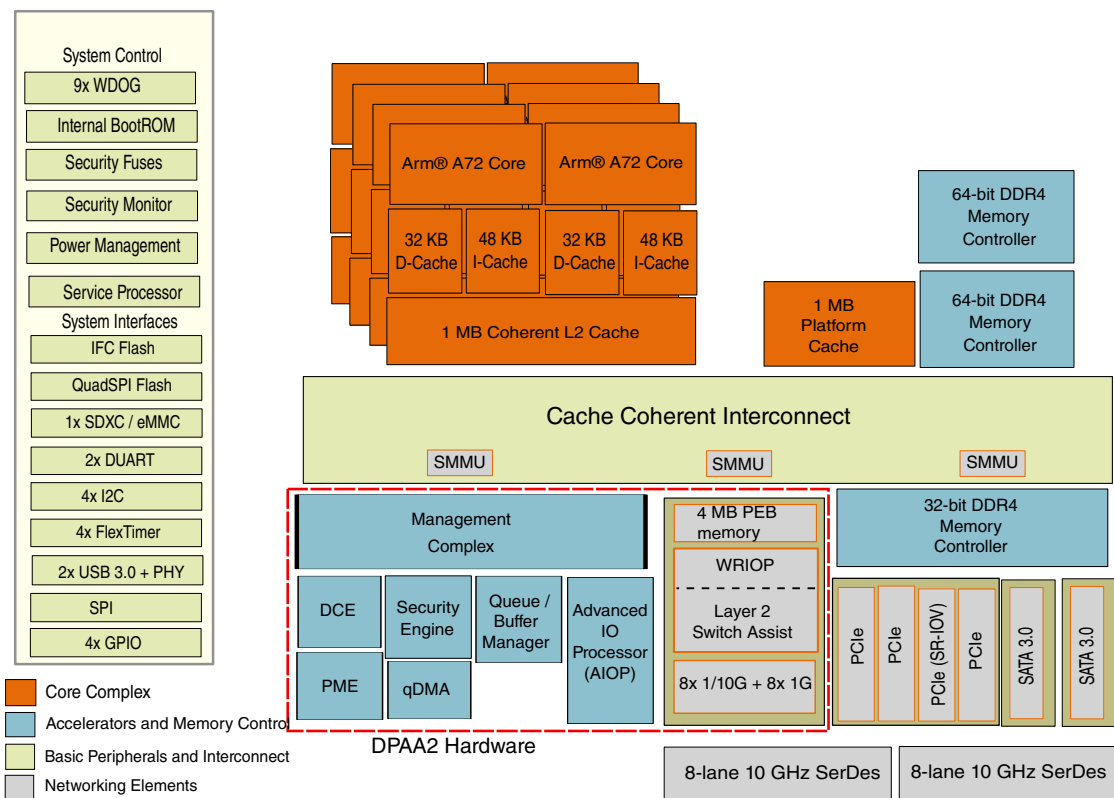 System Control
9x WDOG
Internal BootROM
Security Fuses
Security Monitor
Power Management
Service Processor
System Interfaces
IFC Flash
QuadSPI Flash
1x SDXC / eMMC
2x DUART
4x I2C
4x FlexTimer
2x USB 3.0 + PHY
SPI
4x GPIO
Arm® A72 Core
Arm® A72 Core
32 KB
D-Cache
48 KB
I-Cache
32 KB
D-Cache
48 KB
I-Cache
1 MB Coherent L2 Cache
64-bit DDR4
Memory
Controller
1 MB
Platform
Cache
64-bit DDR4
Memory
Controller
Cache Coherent Interconnect
SMMU
SMMU
SMMU
Management
Complex
4 MB PEB
memory
32-bit DDR4
Memory
Controller
WRIOP
Layer 2
Switch Assist
DCE
Security
Engine
Queue /
Buffer
Manager
Advanced
IO
Processor
(AIOP)
PME
qDMA
8x 1/10G + 8x 1G
PCIe
PCIe
PCIe (SR-IOV)
PCIe
SATA 3.0
SATA 3.0
DPAA2 Hardware
8-lane 10 GHz SerDes
8-lane 10 GHz SerDes
Core Complex
Accelerators and Memory Control
Basic Peripherals and Interconnect
Networking Elements